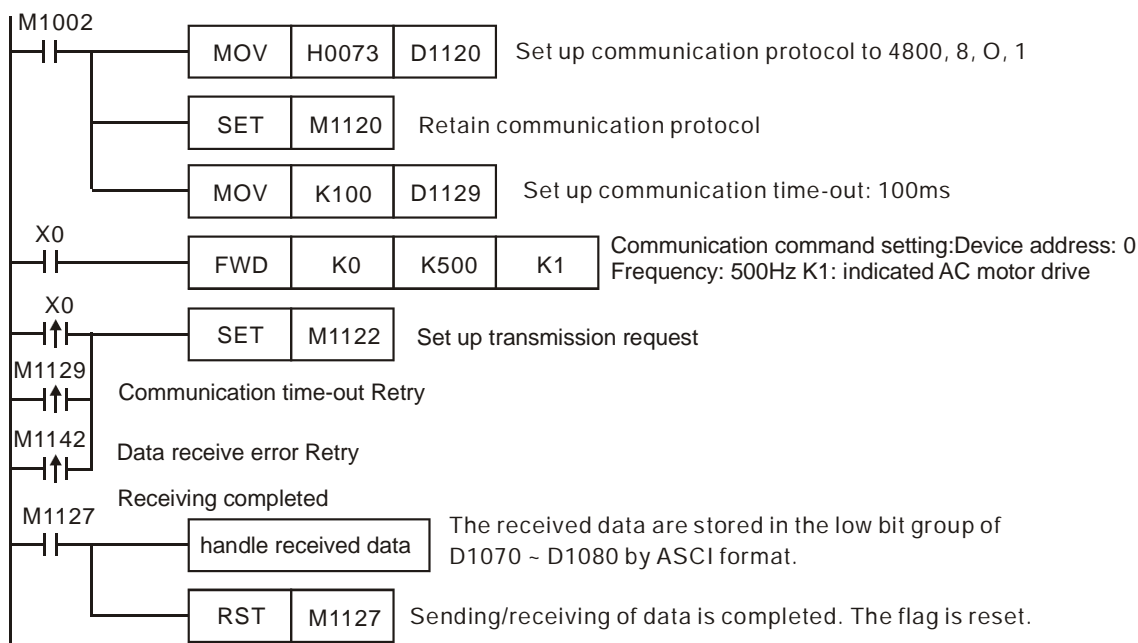 M1002
MOV H0073 D1120 Set up communication protocol to 4800, 8, O, 1
SET M1120 Retain communication protocol
MOV K100 D1129 Set up communication time-out: 100ms
X0
FWD K0 K500 K1 Communication command setting:Device address: 0
Frequency: 500Hz K1: indicated AC motor drive
X0
SET M1122 Set up transmission request
M1129
Communication time-out Retry
M1142
Data receive error Retry
Receiving completed
M1127
handle received data The received data are stored in the low bit group of
D1070 ~ D1080 by ASCI format.
RST M1127 Sending/receiving of data is completed. The flag is reset.